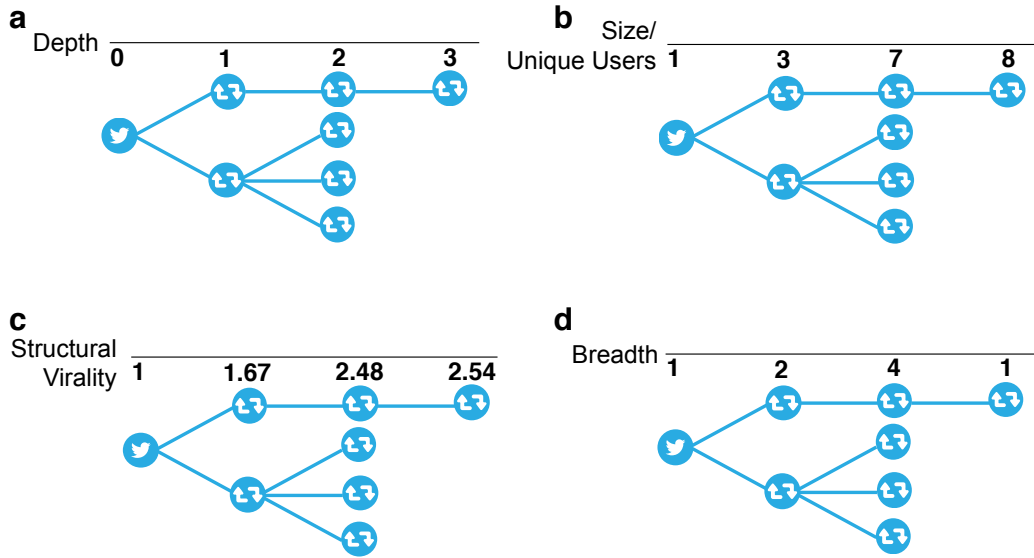 a
Depth
0 1 2 3
b
Size/
Unique Users
1 3 7 8
c
Structural
Virality
1 1.67 2.48 2.54
d
Breadth
1 2 4 1